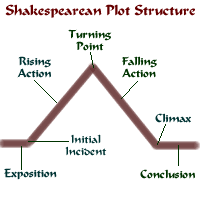 Shakespearean Plot Structure
Turning
Point
Rising
Action
Falling
Action
Climax
Initial
Incident
Exposition
Conclusion